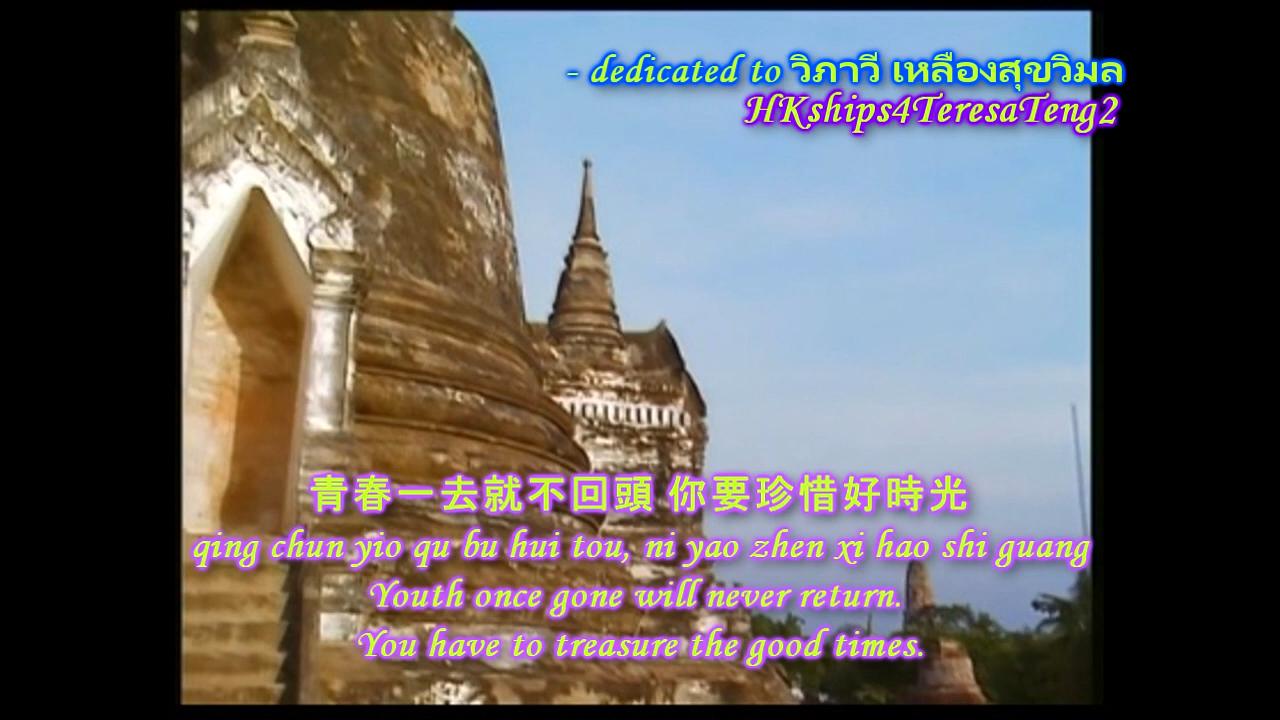 - dedicated to วิภาวี เหลืองสุขวิมล
HKships4TeresaTeng2
青春一去就不回頭 你要珍惜好時光
qing chun yio qu bu hui tou, ni yao zhen xi hao shi guang
Youth once gone will never return.
You have to treasure the good times.